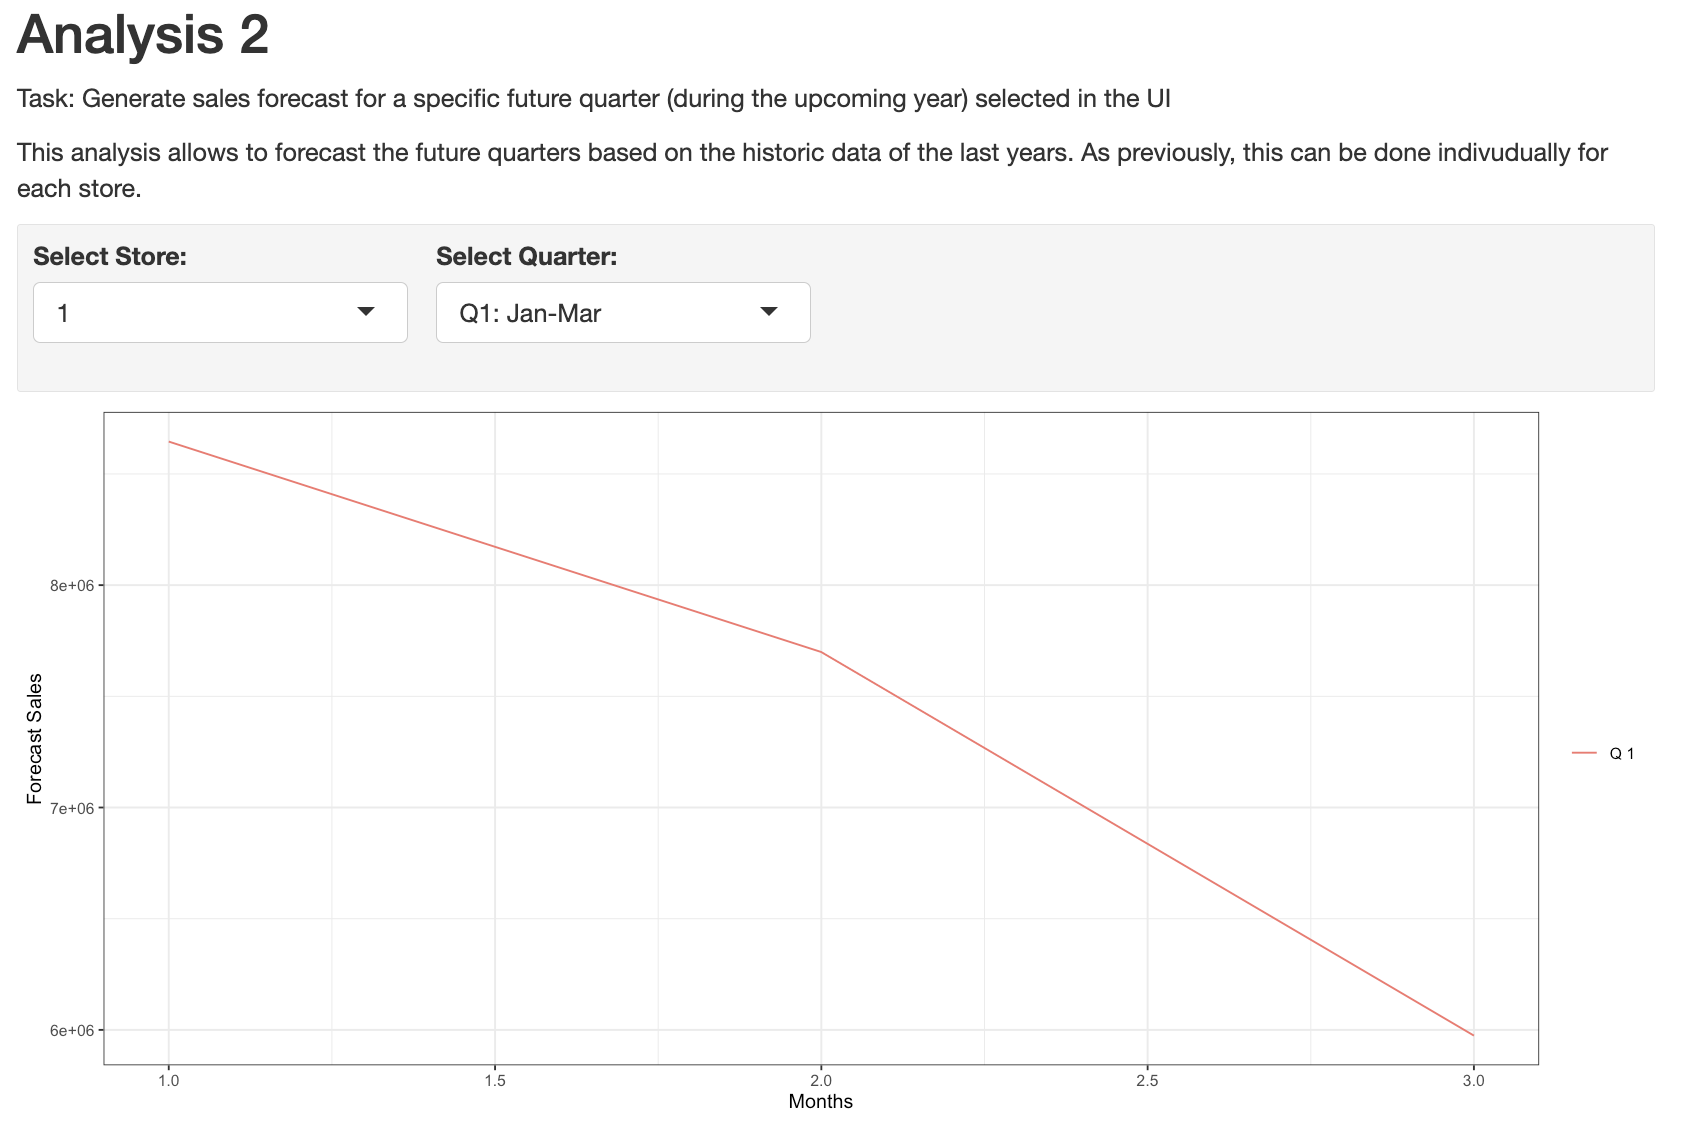 Analysis 2
Task: Generate sales forecast for a specific future quarter (during the upcoming year) selected in the UI
This analysis allows to forecast the future quarters based on the historic data of the last years. As previously, this can be done indivudually for
each store.
Select Store:
Select Quarter:
1
Q1: Jan-Mar
Forecast Sales
8e+06
7e+06
6e+06
1.0
1.5
2.0
2.5
3.0
Months
Q 1